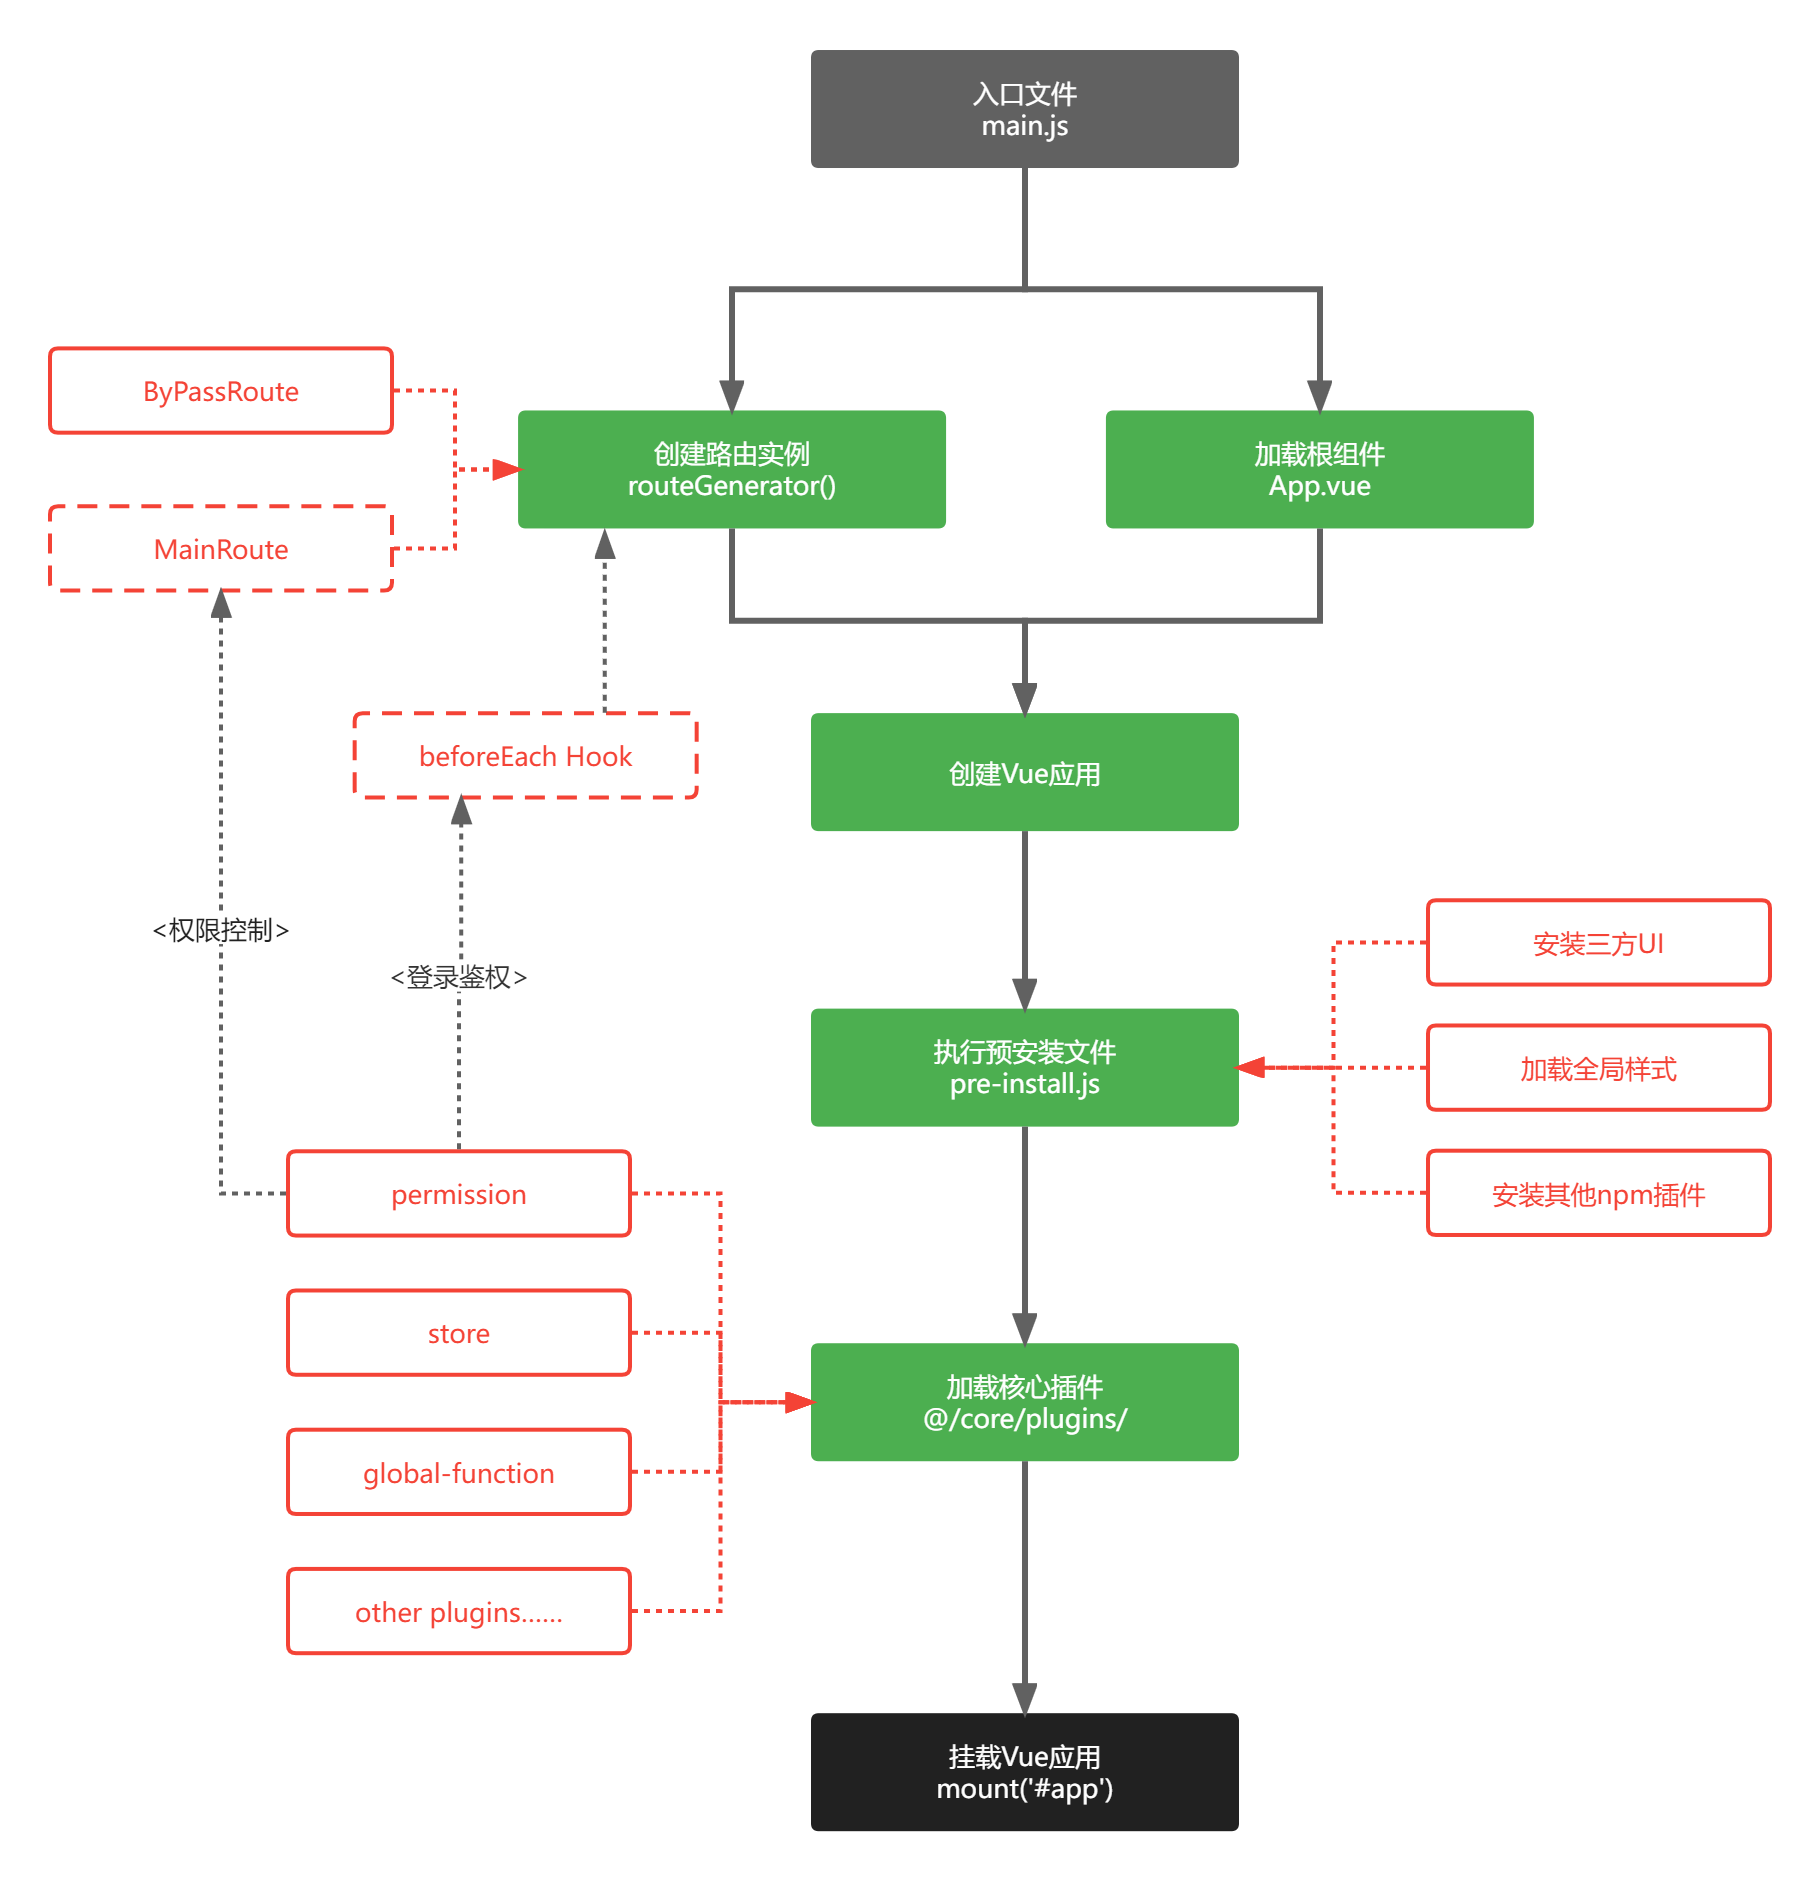 入口文件
main.js
ByPassRoute
创建路由实例
routeGenerator()
加载根组件
App.vue
MainRoute
beforeEach Hook
创建Vue应用
<权限控制>
<登录鉴权>
安装三方UI
执行预安装文件
pre-install.js
加载全局样式
安装其他npm插件
permission
store
加载核心插件
@/core/plugins/
global-function
other plugins......
挂载Vue应用
mount('#app')